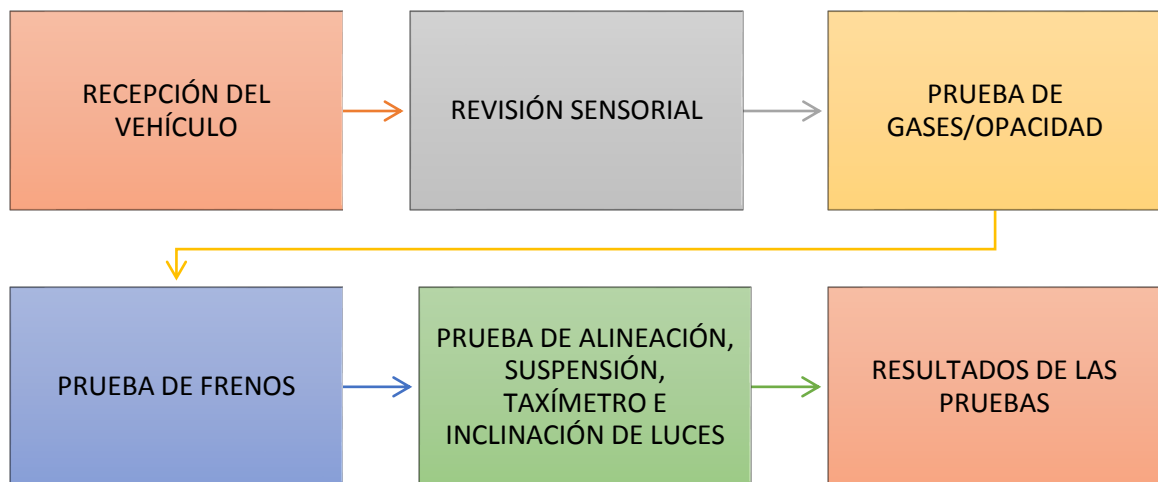 RECEPCIÓN DEL
VEHÍCULO
REVISIÓN SENSORIAL
PRUEBA DE
GASES/OPACIDAD
PRUEBA DE FRENOS
PRUEBA DE ALINEACIÓN,
SUSPENSIÓN,
TAXÍMETRO E
INCLINACIÓN DE LUCES
RESULTADOS DE LAS
PRUEBAS